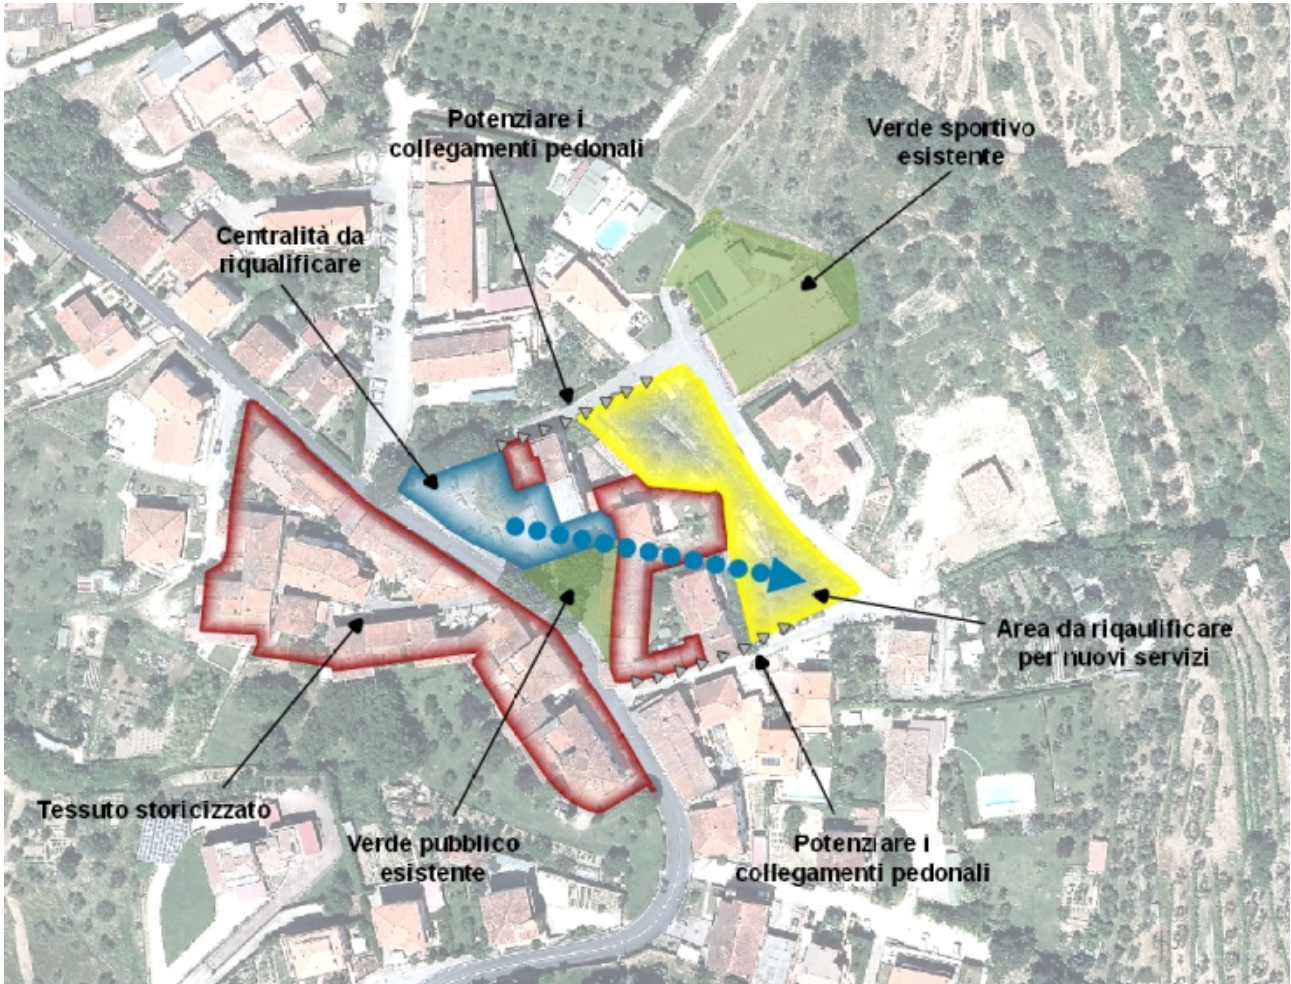 Potenziare i
collegamenti pedonali
Verde sportivo
esistente
Centralità da
riqualificare
Area da riqaulificare
per nuovi servizi
Tessuto storicizzato
Verde pubblico
esistente
Potenziare i
collegamenti pedonali